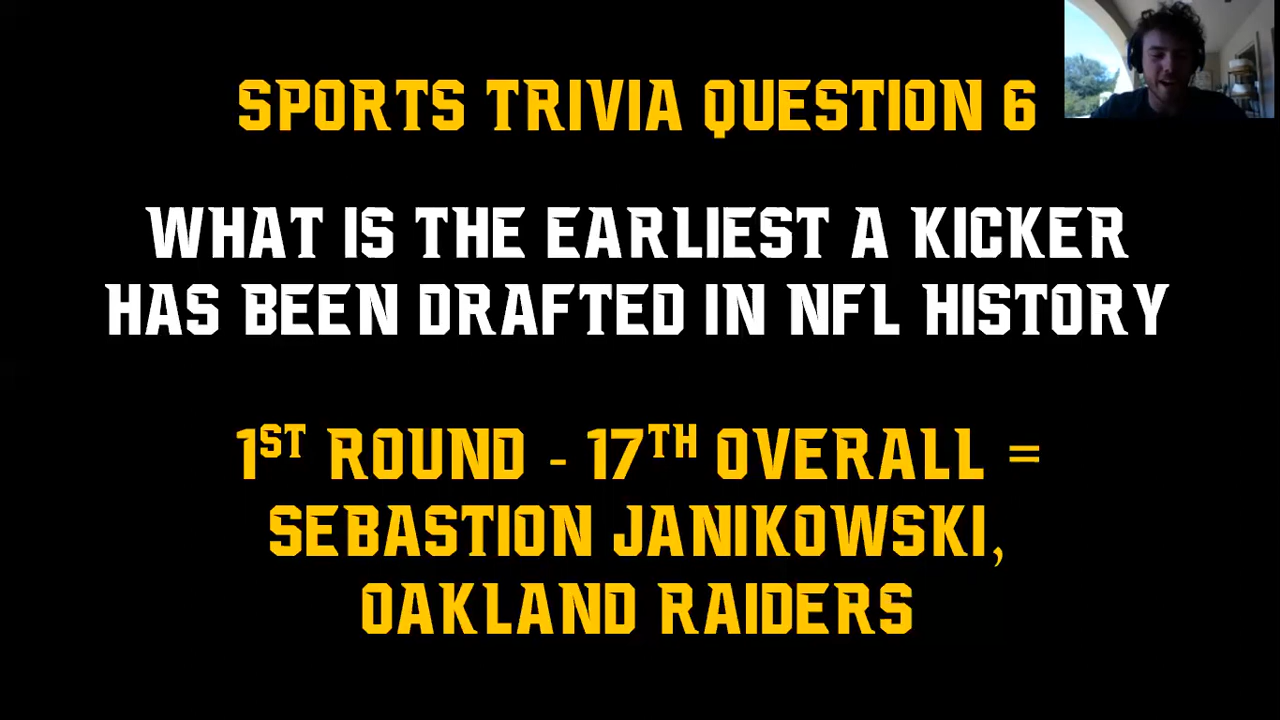 SPORTS TRIVIA QUESTION 6
WHAT IS THE EARLIEST A KICKER
HAS BEEN DRAFTED IN NFL HISTORY
1ST ROUND - 17TH OVERALL =
SEBASTION JANIKOWSKI,
OAKLAND RAIDERS